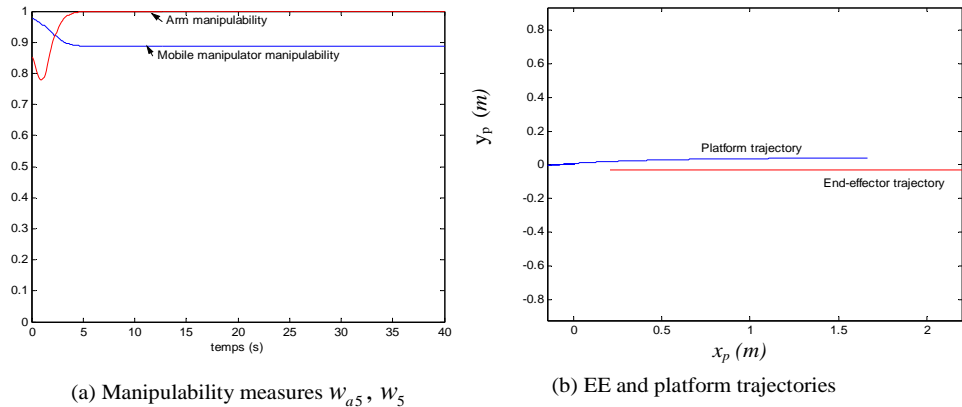 1
0.9
0.8
0.7
0.6
0.5
0.4
0.3
0.2
0.1
0
0 5 10 15 20 25 30 35 40
temps (s)
Arm manipulability
Mobile manipulator manipulability
(a) Manipulability measures w_{a5}, w_5
y_p (m)
0.8
0.6
0.4
0.2
0
-0.2
-0.4
-0.6
-0.8
0 0.5 1 1.5 2
x_p (m)
Platform trajectory
End-effector trajectory
(b) EE and platform trajectories